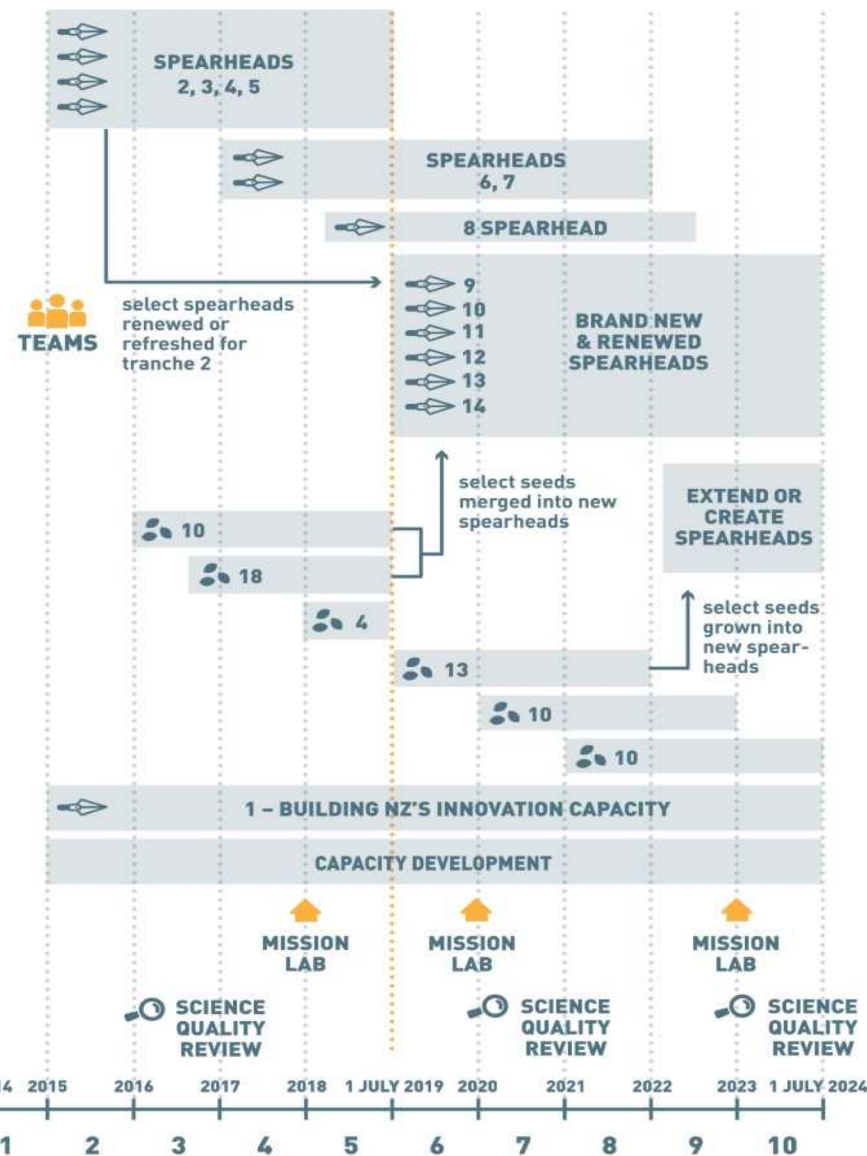 SPEARHEADS
2, 3, 4, 5
SPEARHEADS
6, 7
8 SPEARHEAD
TEAMS
select spearheads
renewed or
refreshed for
tranche 2
9
10
11
12
13
14
BRAND NEW
& RENEWED
SPEARHEADS
select seeds
merged into new
spearheads
EXTEND OR
CREATE
SPEARHEADS
10
18
4
select seeds
grown into
new spear-
heads
13
10
10
1 – BUILDING NZ'S INNOVATION CAPACITY
CAPACITY DEVELOPMENT
MISSION
LAB
MISSION
LAB
MISSION
LAB
SCIENCE
QUALITY
REVIEW
SCIENCE
QUALITY
REVIEW
SCIENCE
QUALITY
REVIEW
14 2015 2016 2017 2018 1 JULY 2019 2020 2021 2022 2023 1 JULY 2024
1 2 3 4 5 6 7 8 9 10